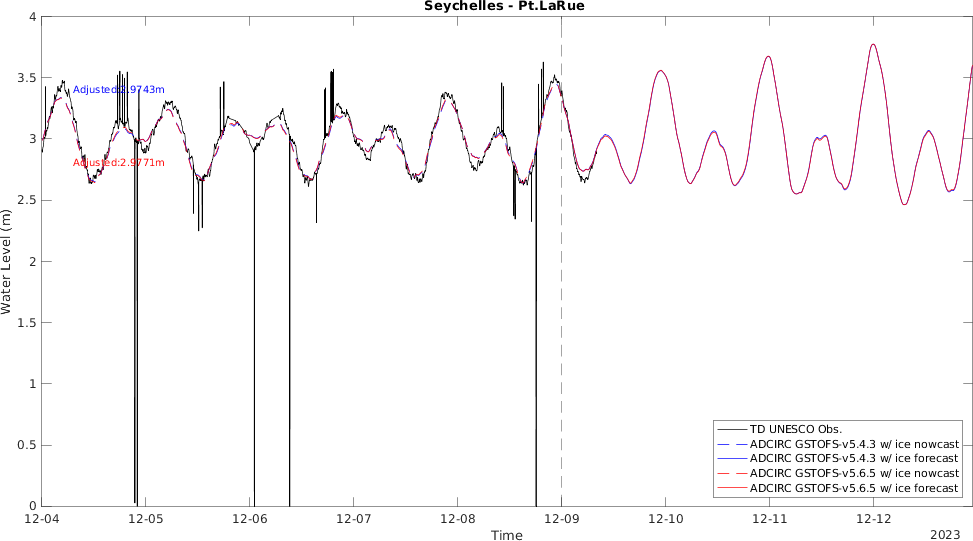 Seychelles - Pt.LaRue
4
3.5
3
2.5
2
1.5
1
0.5
0
Water Level (m)
Adjusted:2.9743m
Adjusted:2.9771m
TD UNESCO Obs.
ADCIRC GSTOFS-v5.4.3 w/ ice nowcast
ADCIRC GSTOFS-v5.4.3 w/ ice forecast
ADCIRC GSTOFS-v5.6.5 w/ ice nowcast
ADCIRC GSTOFS-v5.6.5 w/ ice forecast
12-04 12-05 12-06 12-07 12-08 12-09 12-10 12-11 12-12
Time
2023